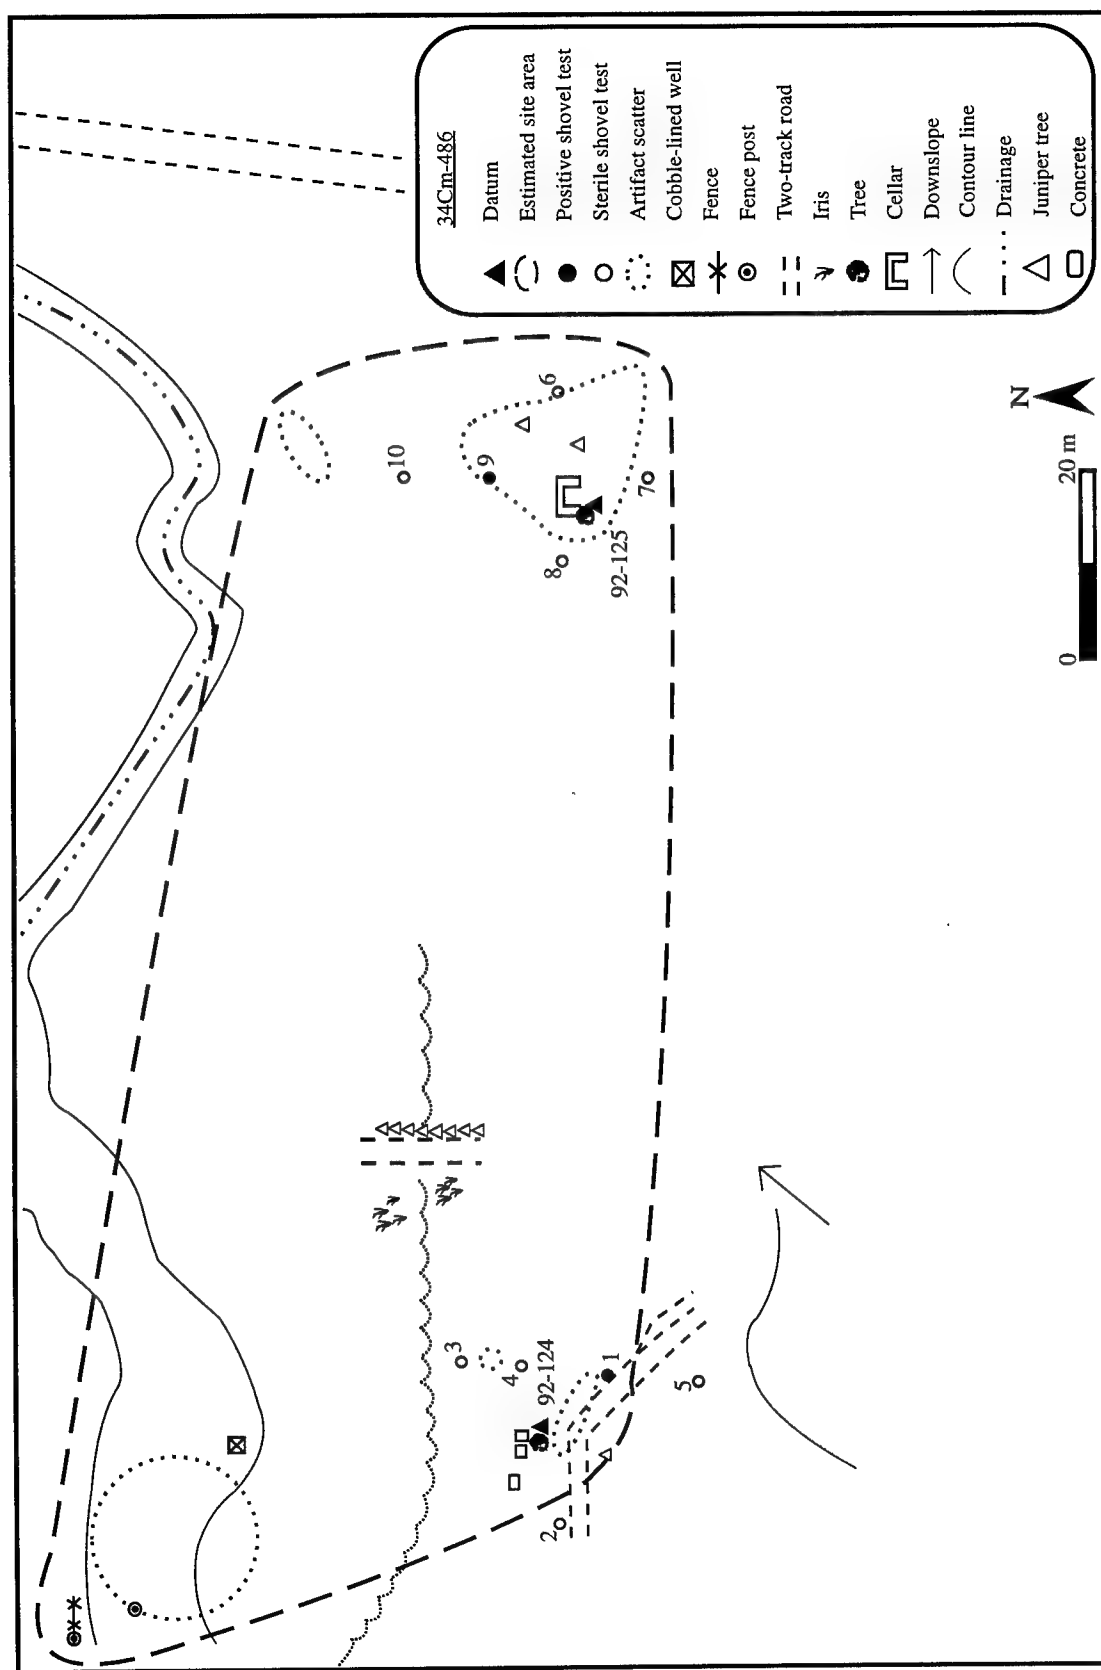 34Cm-486
Datum
Estimated site area
Positive shovel test
Sterile shovel test
Artifact scatter
Cobble-lined well
Fence
Fence post
Two-track road
Iris
Tree
Cellar
Downslope
Contour line
Drainage
Juniper tree
Concrete
10
9
6
8
7
92-125
3
4
92-124
1
2
5
N
0
20 m